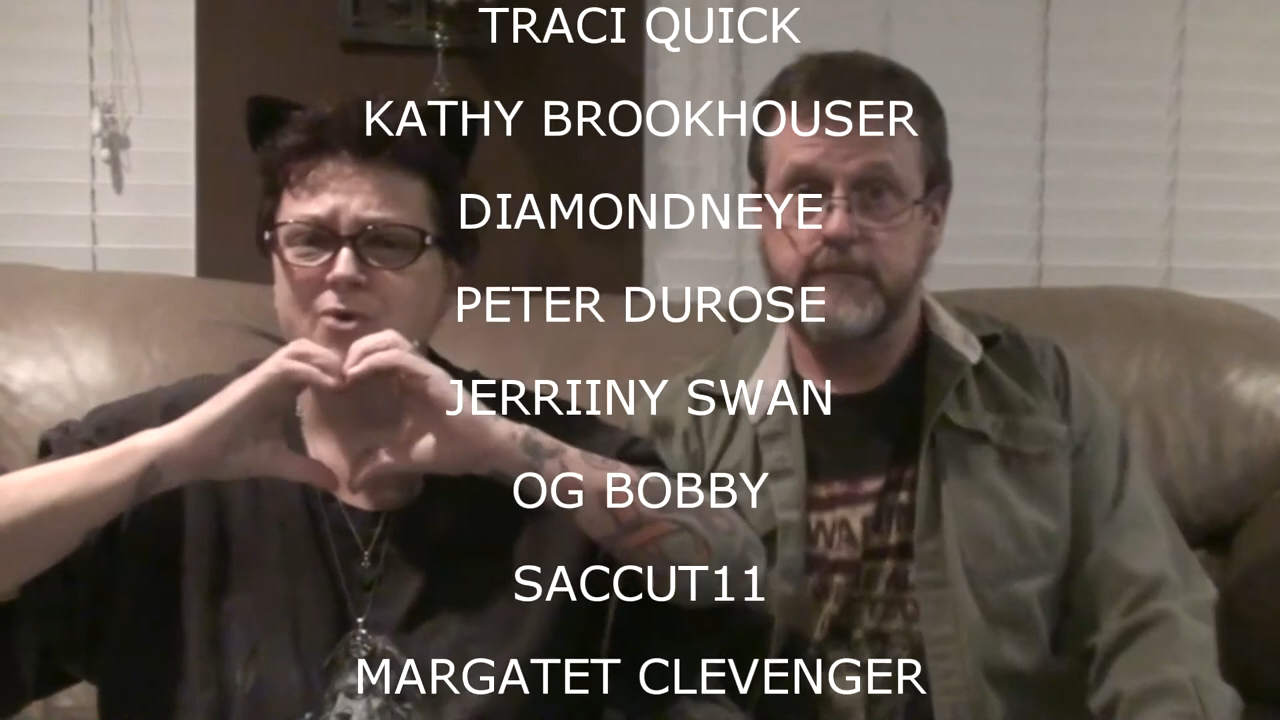 TRACI QUICK
KATHY BROOKHOUSER
DIAMONDNEYE
PETER DUROSE
JERRIINY SWAN
OG BOBBY
SACCUT11
MARGATET CLEVENGER